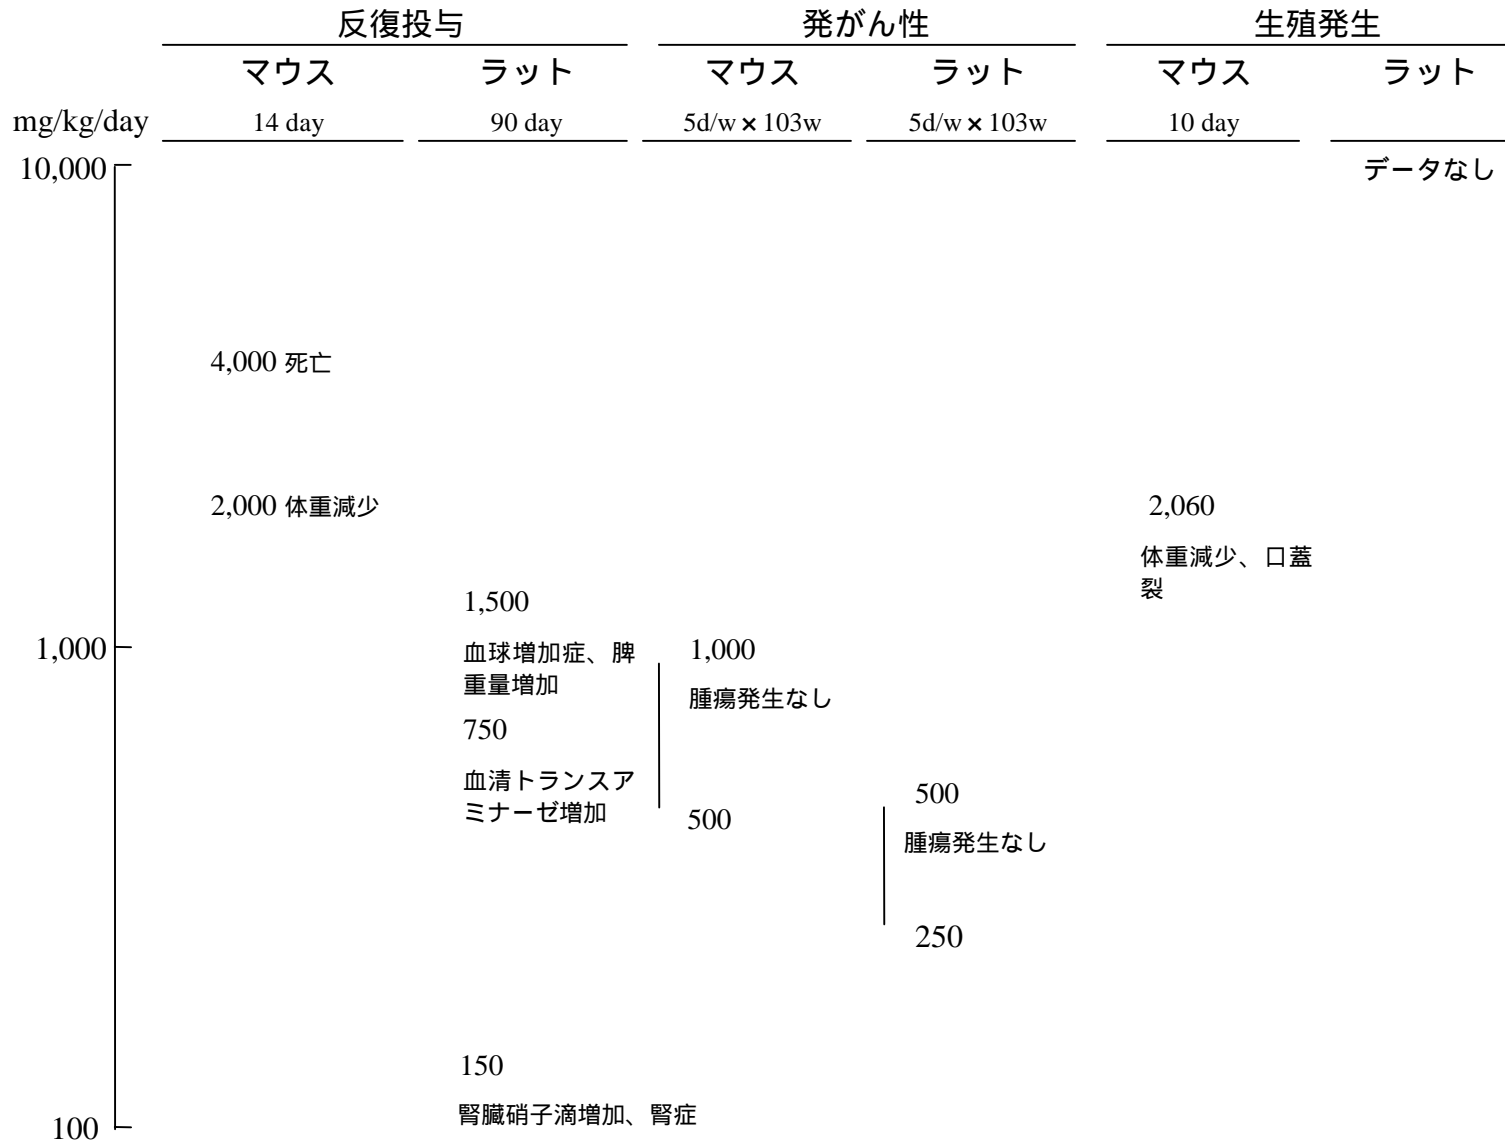 反復投与 発がん性 生殖発生
マウス ラット マウス ラット マウス ラット
mg/kg/day 14 day 90 day 5d/w × 103w 5d/w × 103w 10 day
10,000 データなし
4,000 死亡
2,000 体重減少 2,060
体重減少、口蓋
裂
1,500
1,000 血球増加症、脾 1,000
重量増加 腫瘍発生なし
750
血清トランスア 500
ミナーゼ増加 500
腫瘍発生なし
250
150
腎臓硝子滴増加、腎症
100